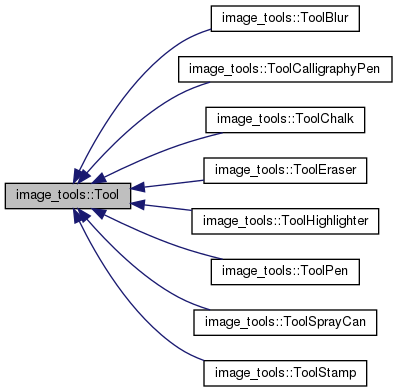 image_tools::ToolBlur
image_tools::ToolCalligraphyPen
image_tools::ToolChalk
image_tools::ToolEraser
image_tools::Tool
image_tools::ToolHighlighter
image_tools::ToolPen
image_tools::ToolSprayCan
image_tools::ToolStamp